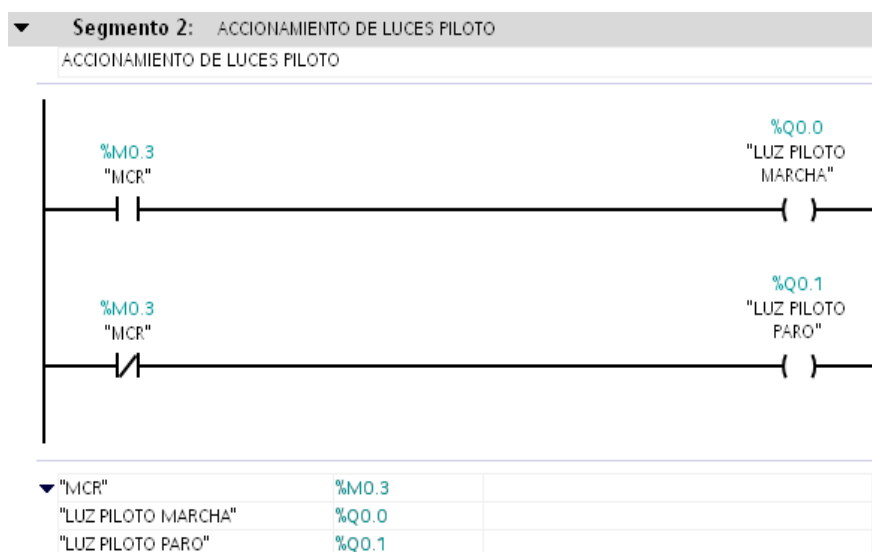 Segmento 2: ACCIONAMIENTO DE LUCES PILOTO
ACCIONAMIENTO DE LUCES PILOTO
%M0.3
"MCR"
%Q0.0
"LUZ PILOTO
MARCHA"
%M0.3
"MCR"
%Q0.1
"LUZ PILOTO
PARO"
"MCR" %M0.3
"LUZ PILOTO MARCHA" %Q0.0
"LUZ PILOTO PARO" %Q0.1